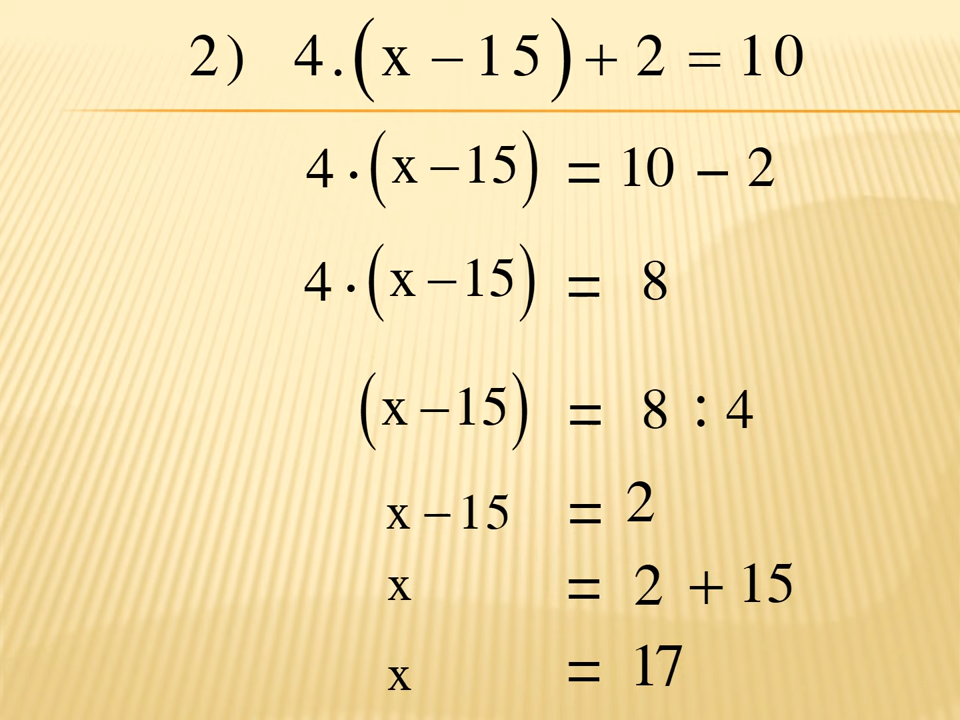 2) 4.(x − 15) + 2 = 10
4 · (x − 15) = 10 − 2
4 · (x − 15) = 8
(x − 15) = 8 : 4
x − 15 = 2
x = 2 + 15
x = 17